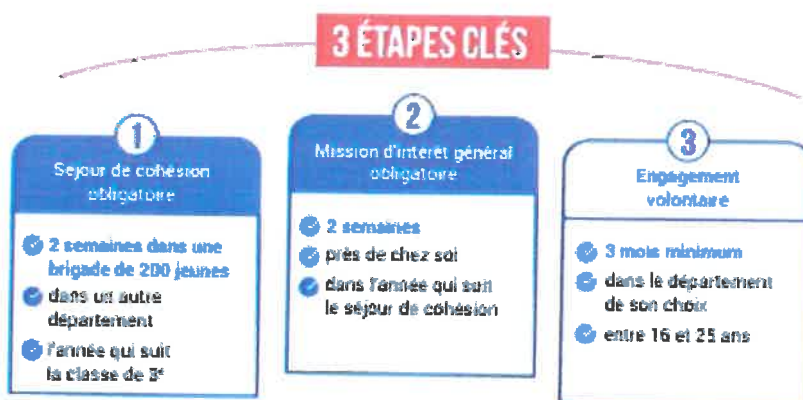 3 ÉTAPES CLÉS
1
Séjour de cohésion
obligatoire
2 semaines dans une
brigade de 200 jeunes
dans un autre
département
l'année qui suit
la classe de 3e
2
Mission d'intérêt général
obligatoire
2 semaines
près de chez soi
dans l'année qui suit
le séjour de cohésion
3
Engagement
volontaire
3 mois minimum
dans le département
de son choix
entre 16 et 25 ans